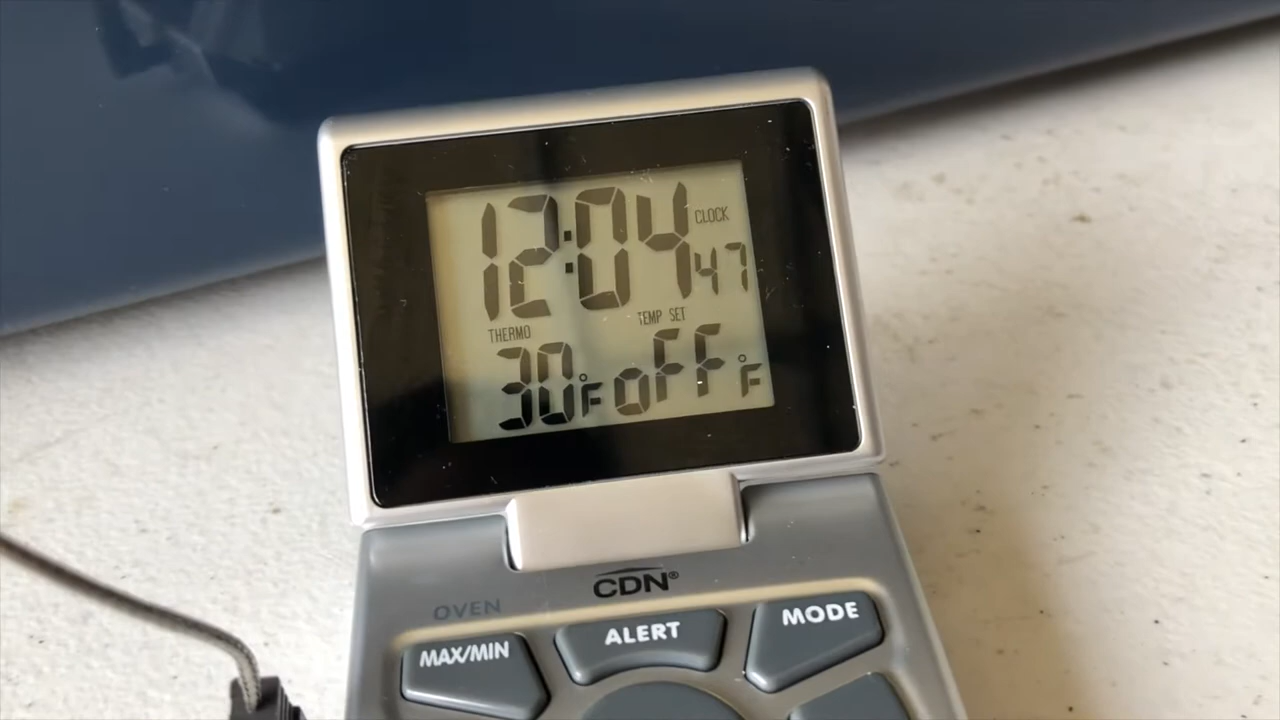 12:04 CLOCK
47
THERMO TEMP SET
30°F oFF °F
CDN®
OVEN
MAX/MIN ALERT MODE